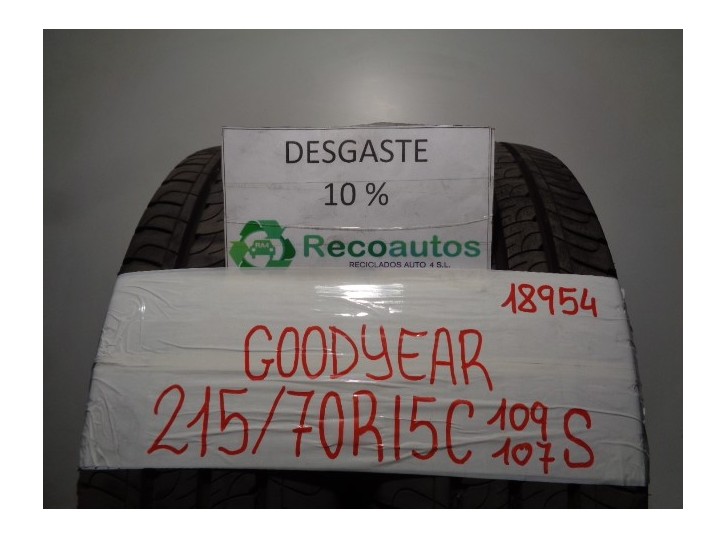 DESGASTE
10 %
Recoautos
RECICLADOS AUTO 4 S.L.
18954
GOODYEAR
215/70R15C 109/107 S